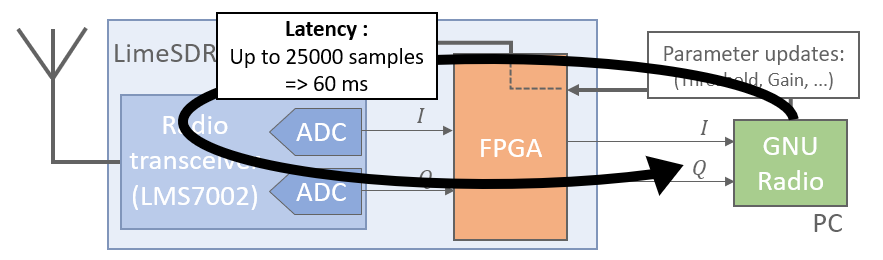 Latency :
Up to 25000 samples
=> 60 ms
LimeSDR
Parameter updates:
(Threshold, Gain, ...)
Radio
transceiver
(LMS7002)
ADC
ADC
I
Q
FPGA
I
Q
GNU
Radio
PC